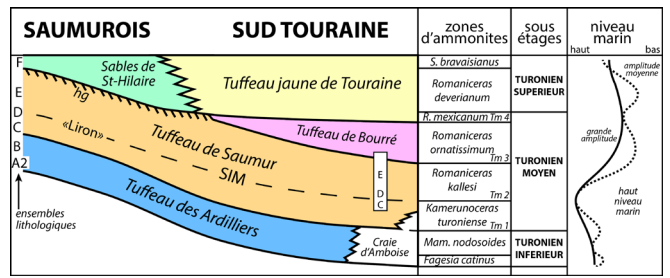 SAUMUROIS
SUD TOURAINE
zones
d'ammonites
sous
étages
niveau
marin
haut
bas
F
E
D
C
B
A2
ensembles
lithologiques
Sables de
St-Hilaire
hg
Tuffeau jaune de Touraine
Tuffeau de Bourré
«Liron»
Tuffeau de Saumur
SIM
Tuffeau des Ardilliers
Craie
d'Amboise
E
D
C
S. bravaisianus
Romaniceras
deverianum
R. mexicanum Tm 4
Romaniceras
ornatissimum
Tm 3
Romaniceras
kallesi
Tm 2
Kamerunoceras
turoniense Tm 1
Mam. nodosoides
Fagesia catinus
TURONIEN
SUPERIEUR
TURONIEN
MOYEN
TURONIEN
INFERIEUR
amplitude
moyenne
grande
amplitude
haut
niveau
marin